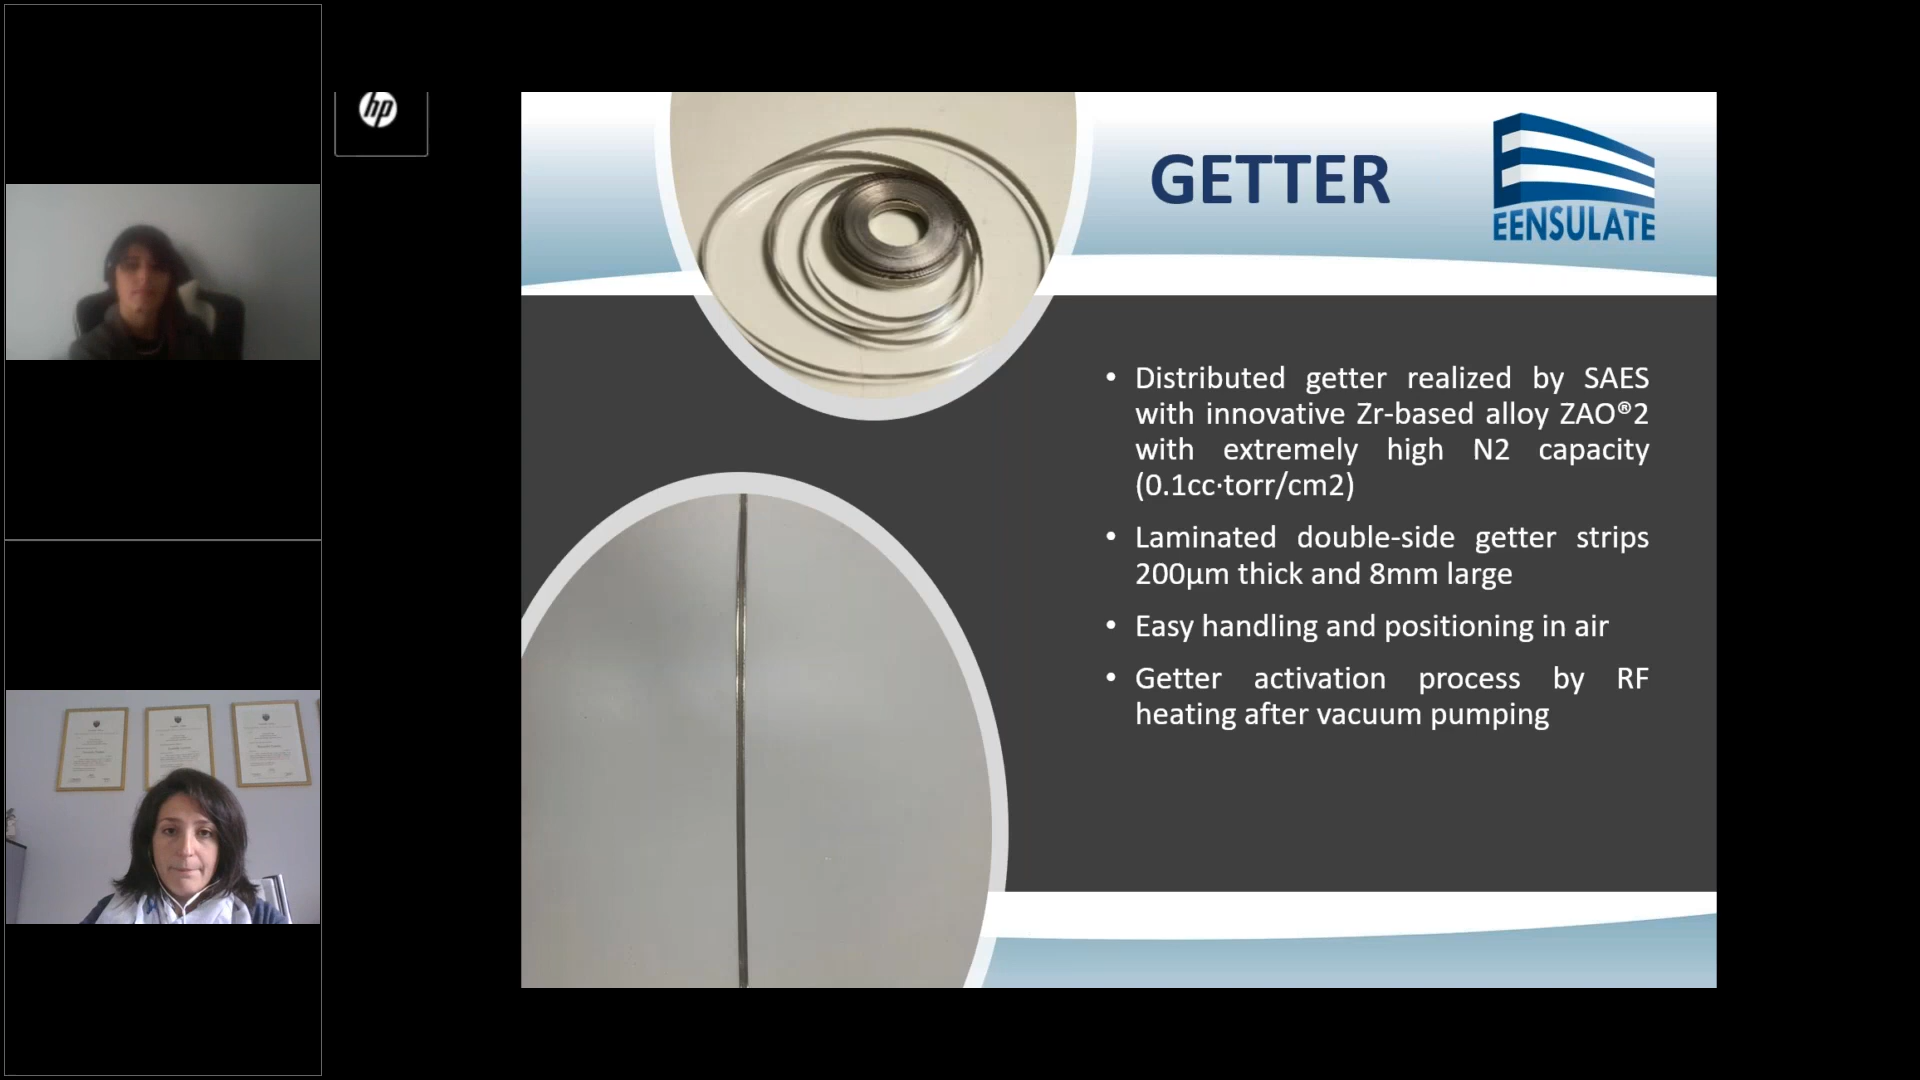 hp
GETTER
EENSULATE
• Distributed getter realized by SAES
with innovative Zr-based alloy ZAO®2
with extremely high N2 capacity
(0.1cc·torr/cm2)
• Laminated double-side getter strips
200µm thick and 8mm large
• Easy handling and positioning in air
• Getter activation process by RF
heating after vacuum pumping